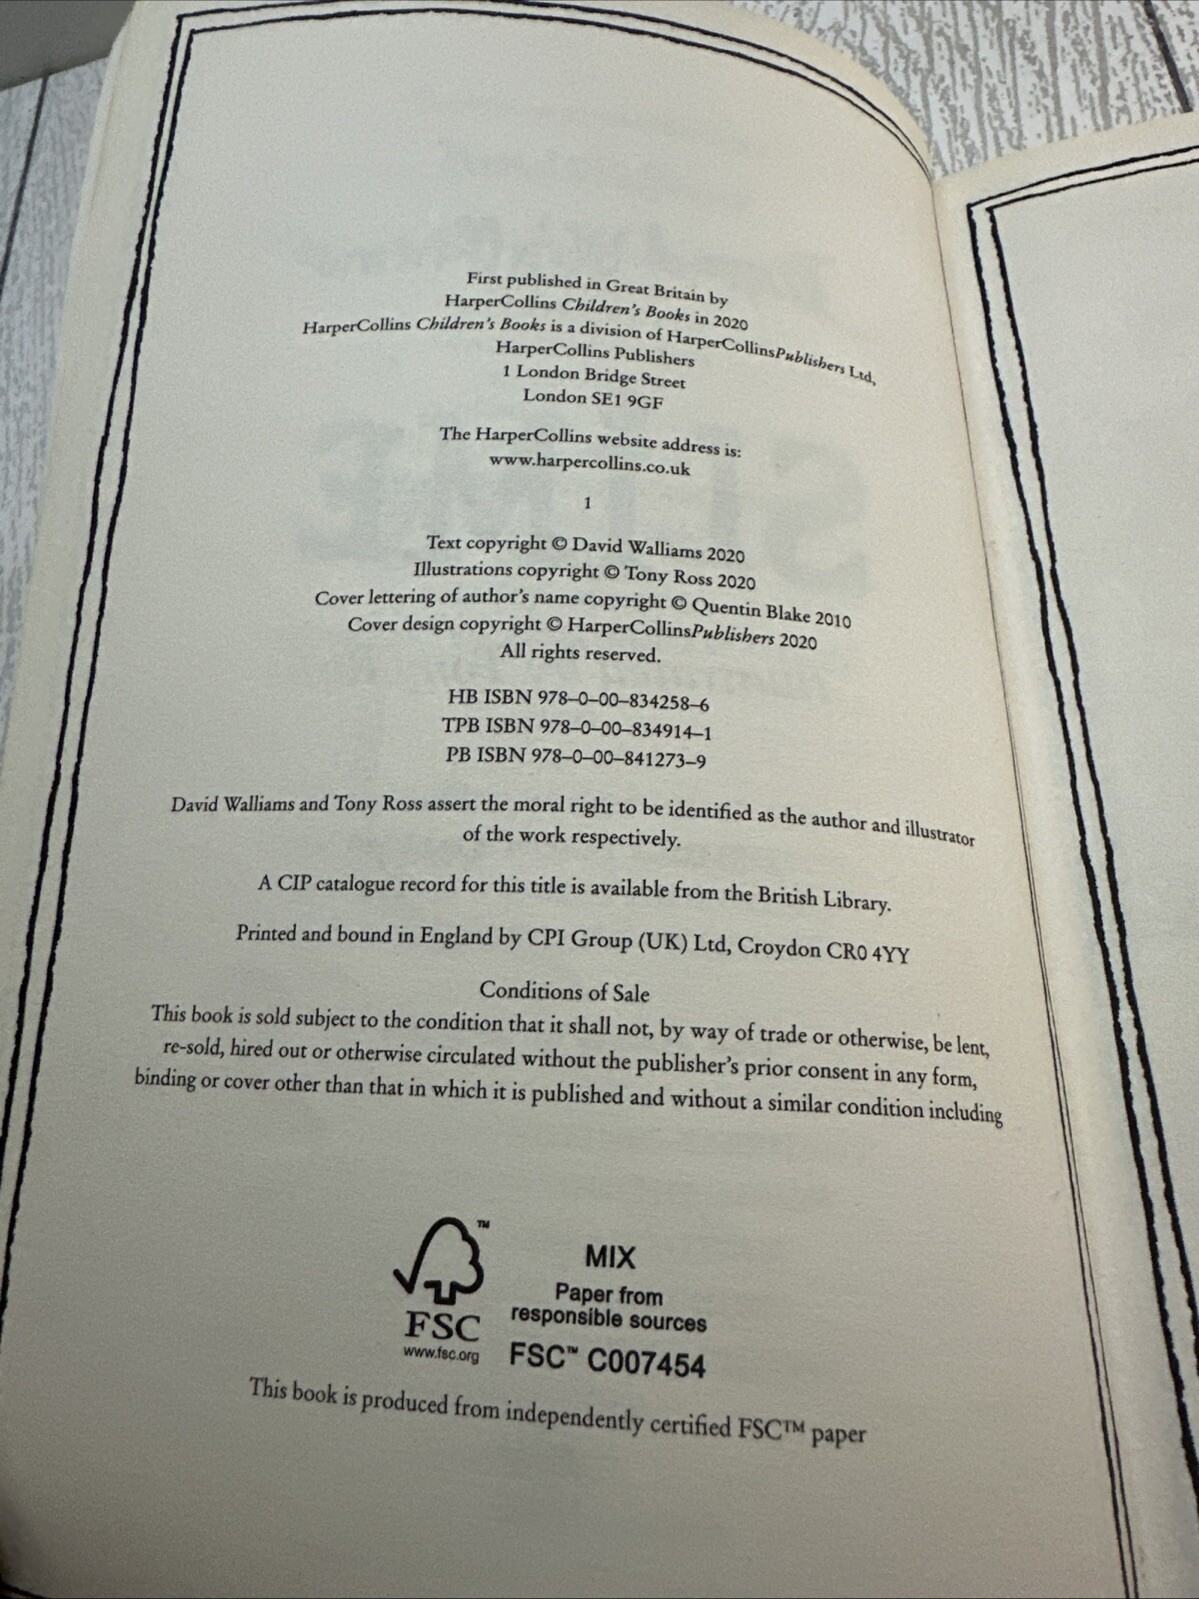 First published in Great Britain by
HarperCollins Children's Books in 2020
HarperCollins Children's Books is a division of HarperCollinsPublishers Ltd,
HarperCollins Publishers
1 London Bridge Street
London SE1 9GF
The HarperCollins website address is:
www.harpercollins.co.uk
1
Text copyright © David Walliams 2020
Illustrations copyright © Tony Ross 2020
Cover lettering of author's name copyright © Quentin Blake 2010
Cover design copyright © HarperCollinsPublishers 2020
All rights reserved.
HB ISBN 978–0–00–834258–6
TPB ISBN 978–0–00–834914–1
PB ISBN 978–0–00–841273–9
David Walliams and Tony Ross assert the moral right to be identified as the author and illustrator
of the work respectively.
A CIP catalogue record for this title is available from the British Library.
Printed and bound in England by CPI Group (UK) Ltd, Croydon CR0 4YY
Conditions of Sale
This book is sold subject to the condition that it shall not, by way of trade or otherwise, be lent,
re-sold, hired out or otherwise circulated without the publisher's prior consent in any form,
binding or cover other than that in which it is published and without a similar condition including
™
FSC
www.fsc.org
MIX
Paper from
responsible sources
FSC™ C007454
This book is produced from independently certified FSC™ paper